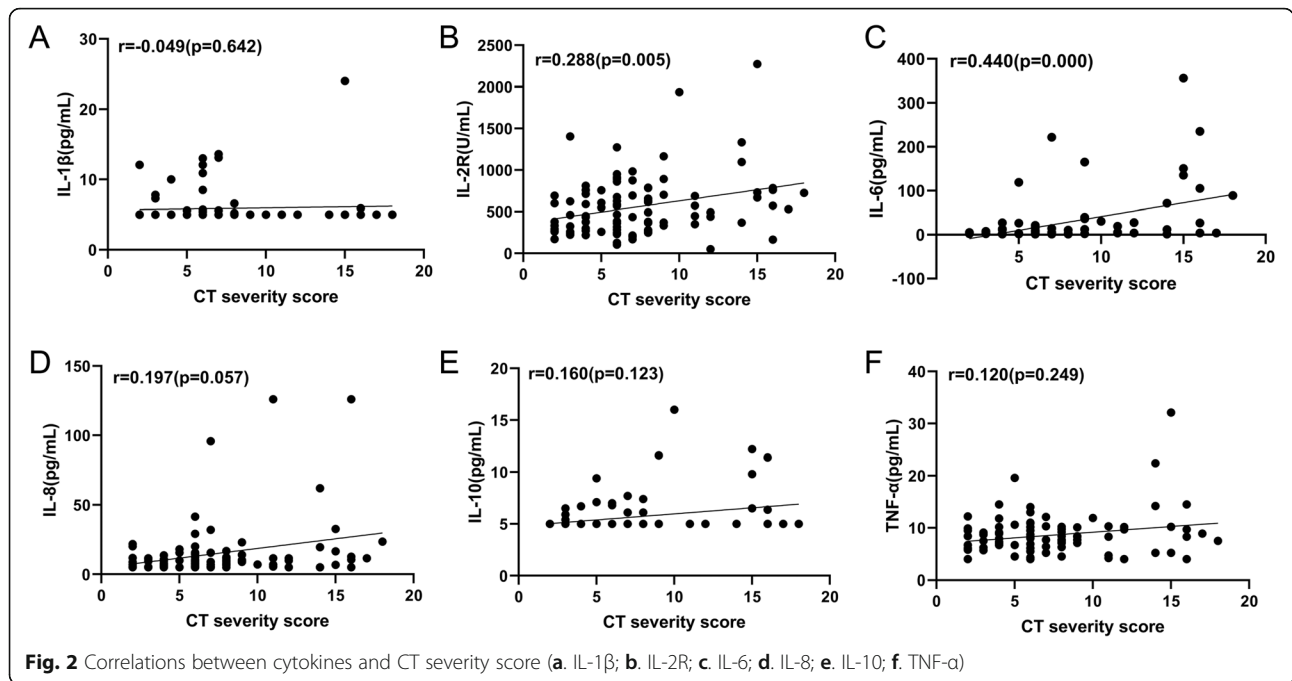 A
r=-0.049(p=0.642)
IL-1β(pg/mL)
30
20
10
0
0 5 10 15 20
CT severity score
B
r=0.288(p=0.005)
IL-2R(U/mL)
2500
2000
1500
1000
500
0
0 5 10 15 20
CT severity score
C
r=0.440(p=0.000)
IL-6(pg/mL)
400
300
200
100
0
-100
5 10 15 20
CT severity score
D
r=0.197(p=0.057)
IL-8(pg/mL)
150
100
50
0
0 5 10 15 20
CT severity score
E
r=0.160(p=0.123)
IL-10(pg/mL)
20
15
10
5
0
0 5 10 15 20
CT severity score
F
r=0.120(p=0.249)
TNF-α(pg/mL)
40
30
20
10
0
0 5 10 15 20
CT severity score
Fig. 2 Correlations between cytokines and CT severity score (a. IL-1β; b. IL-2R; c. IL-6; d. IL-8; e. IL-10; f. TNF-α)